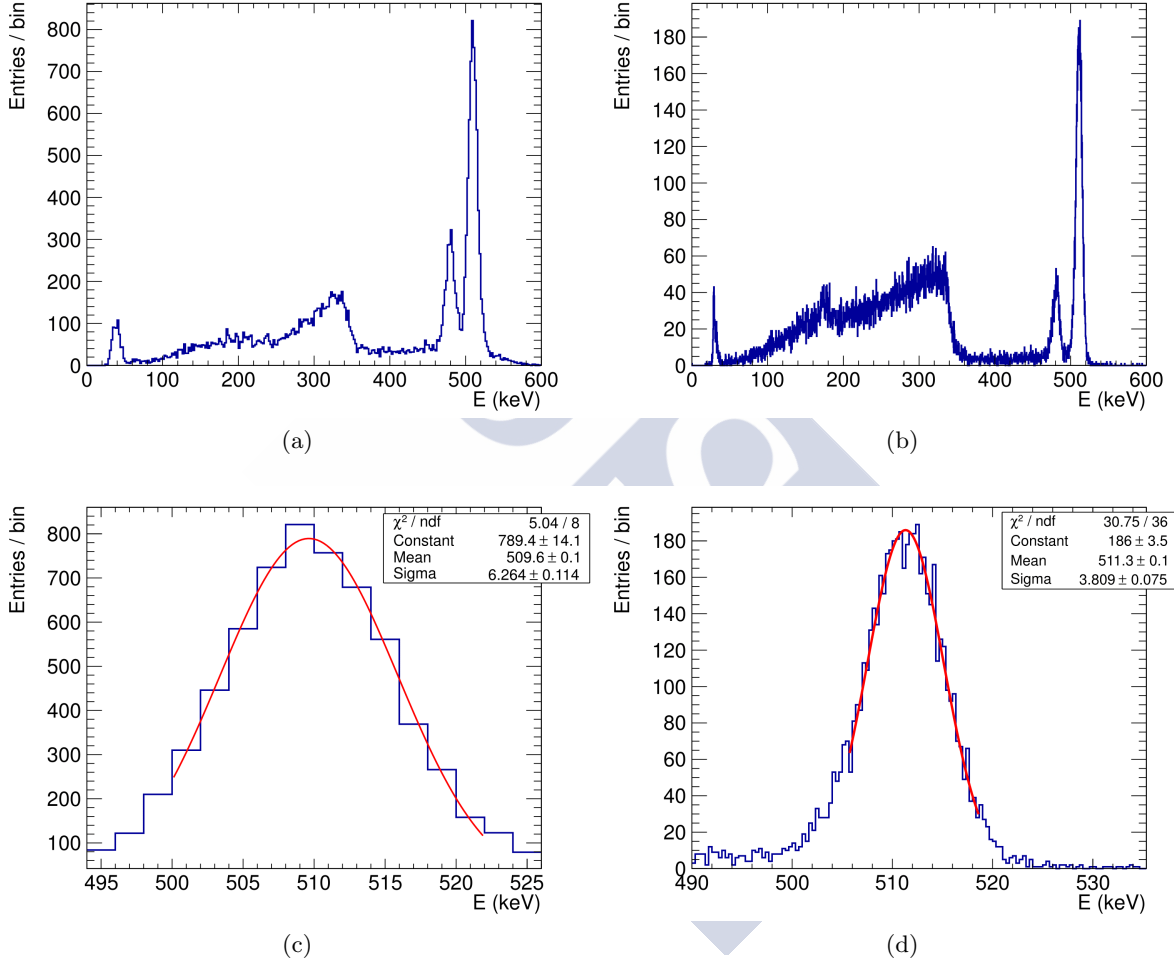 Entries / bin
800
700
600
500
400
300
200
100
0
0 100 200 300 400 500 600
E (keV)
(a)
Entries / bin
180
160
140
120
100
80
60
40
20
0
0 100 200 300 400 500 600
E (keV)
(b)
Entries / bin
800
700
600
500
400
300
200
100
495 500 505 510 515 520 525
E (keV)
χ² / ndf 5.04 / 8
Constant 789.4 ± 14.1
Mean 509.6 ± 0.1
Sigma 6.264 ± 0.114
(c)
Entries / bin
180
160
140
120
100
80
60
40
20
0
490 500 510 520 530
E (keV)
χ² / ndf 30.75 / 36
Constant 186 ± 3.5
Mean 511.3 ± 0.1
Sigma 3.809 ± 0.075
(d)